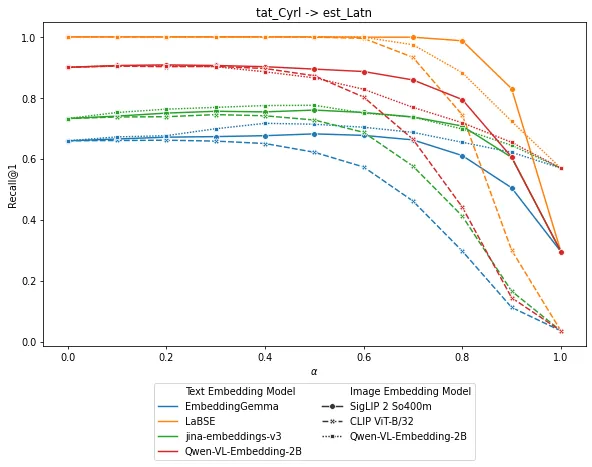 tat_Cyrl -> est_Latn
1.0
0.8
0.6
0.4
0.2
0.0
Recall@1
0.0 0.2 0.4 0.6 0.8 1.0
α
Text Embedding Model Image Embedding Model
EmbeddingGemma SigLIP 2 So400m
LaBSE CLIP ViT-B/32
jina-embeddings-v3 Qwen-VL-Embedding-2B
Qwen-VL-Embedding-2B